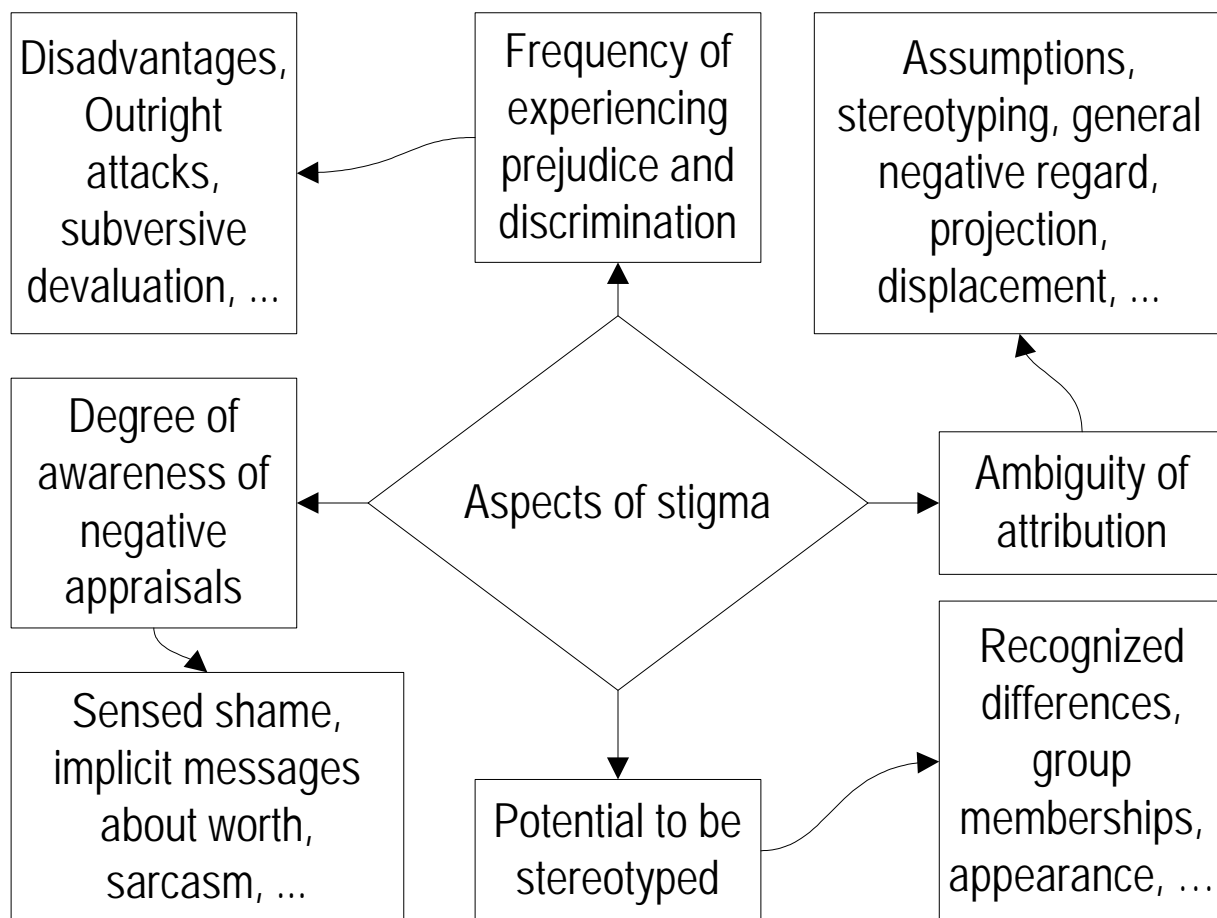 Disadvantages,
Outright
attacks,
subversive
devaluation, ...
Frequency of
experiencing
prejudice and
discrimination
Assumptions,
stereotyping, general
negative regard,
projection,
displacement, ...
Degree of
awareness of
negative
appraisals
Aspects of stigma
Ambiguity of
attribution
Sensed shame,
implicit messages
about worth,
sarcasm, ...
Potential to be
stereotyped
Recognized
differences,
group
memberships,
appearance, ...